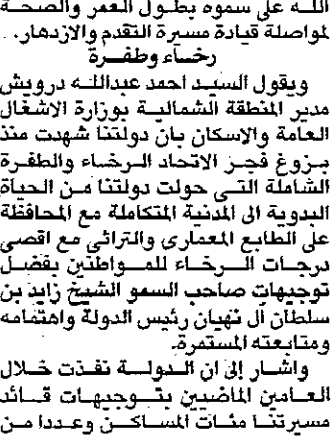 الله على سموه بطول العمر والصحة
لمواصلة قيادة مسيرة التقدم والازدهار.
رخاء وطفرة
ويقول السيد احمد عبدالله درويش
مدير المنطقة الشمالية بوزارة الاشغال
العامة والاسكان بان دولتنا شهدت منذ
بزوغ فجر الاتحاد الرخاء والطفرة
الشاملة التي حولت دولتنا من الحياة
البدوية الى المدنية المتكاملة مع المحافظة
على الطابع المعماري والتراثي مع اقصى
درجات الرخاء للمواطنين بفضل
توجيهات صاحب السمو الشيخ زايد بن
سلطان آل نهيان رئيس الدولة واهتمامه
ومتابعته المستمرة.
واشار إلى ان الدولة نفذت خلال
العامين الماضيين بتوجيهات قائد
مسيرتنا مئات المساكن وعددا من